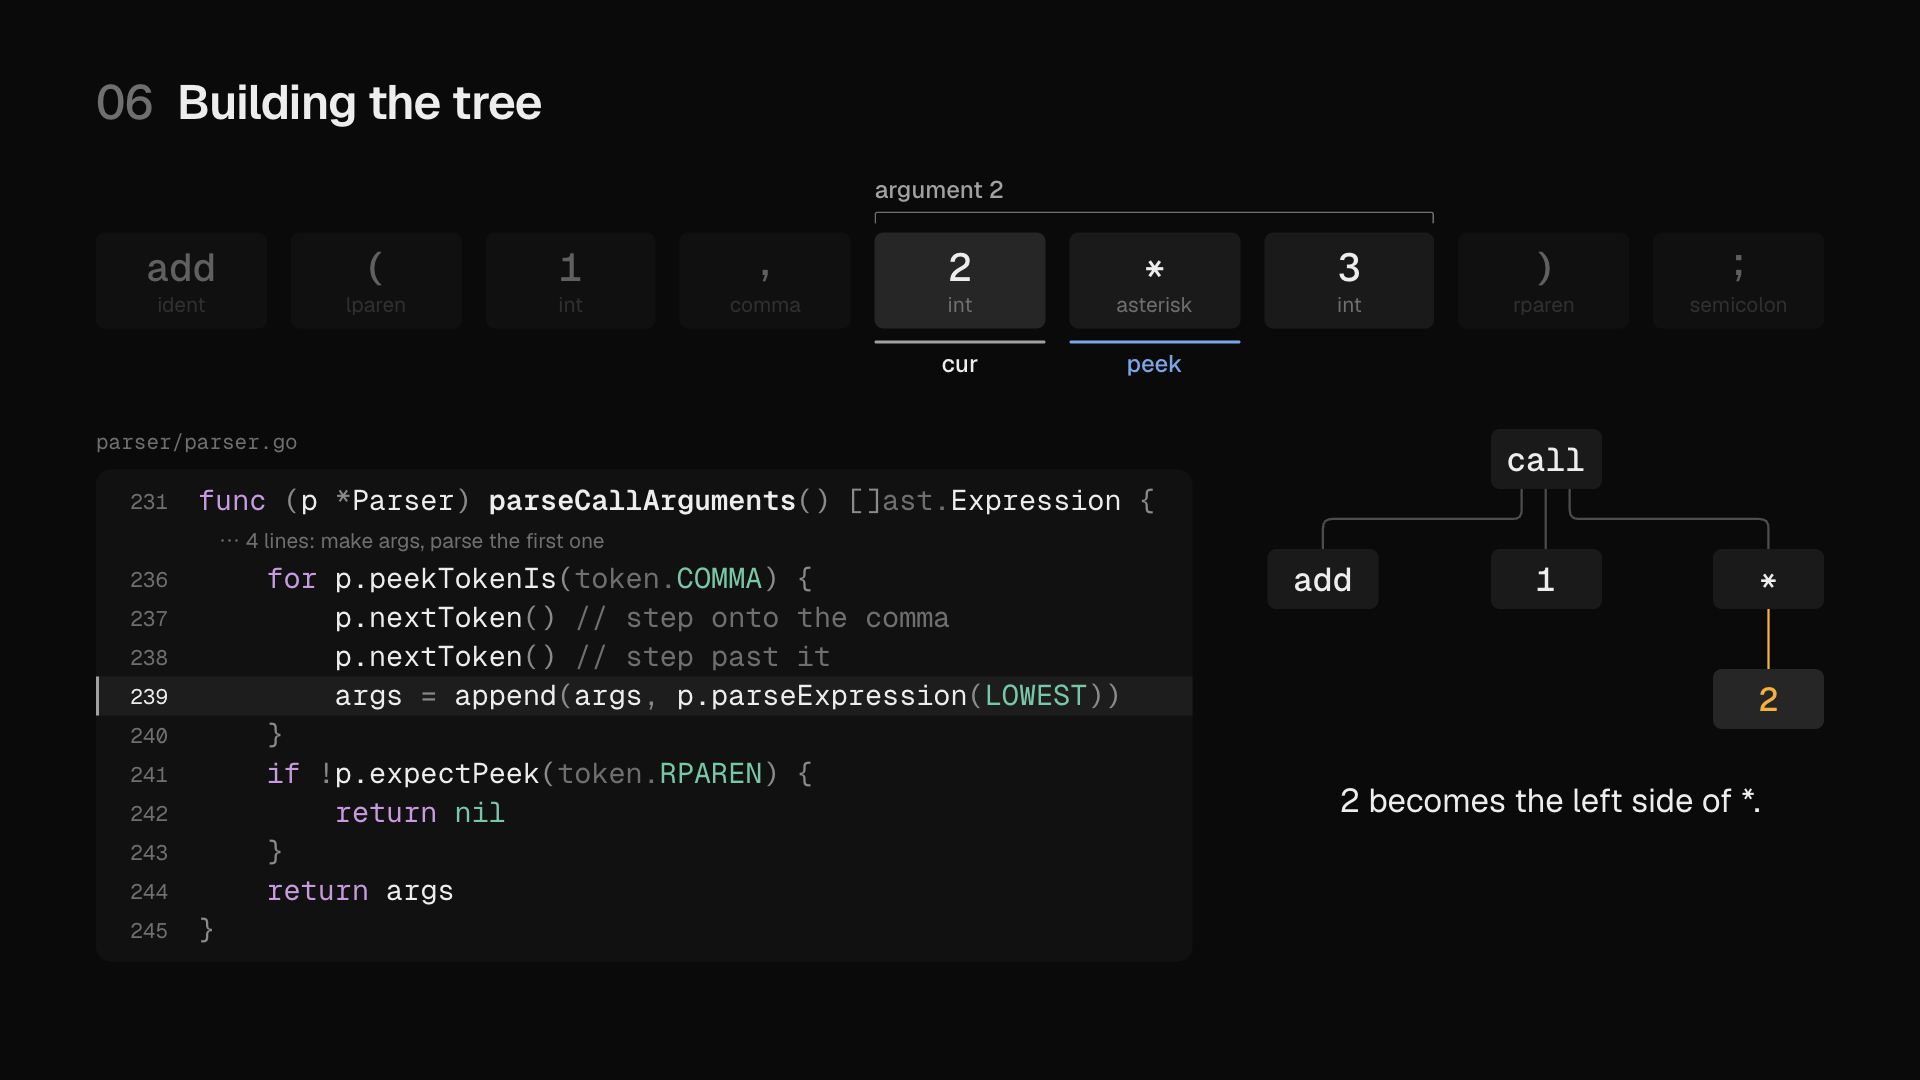 06 Building the tree
argument 2
add ( 1 , 2 * 3 ) ;
ident lparen int comma int asterisk int rparen semicolon
cur peek
parser/parser.go
231 func (p *Parser) parseCallArguments() []ast.Expression {
··· 4 lines: make args, parse the first one
236 for p.peekTokenIs(token.COMMA) {
237 p.nextToken() // step onto the comma
238 p.nextToken() // step past it
239 args = append(args, p.parseExpression(LOWEST))
240 }
241 if !p.expectPeek(token.RPAREN) {
242 return nil
243 }
244 return args
245 }
call
add 1 *
2
2 becomes the left side of *.